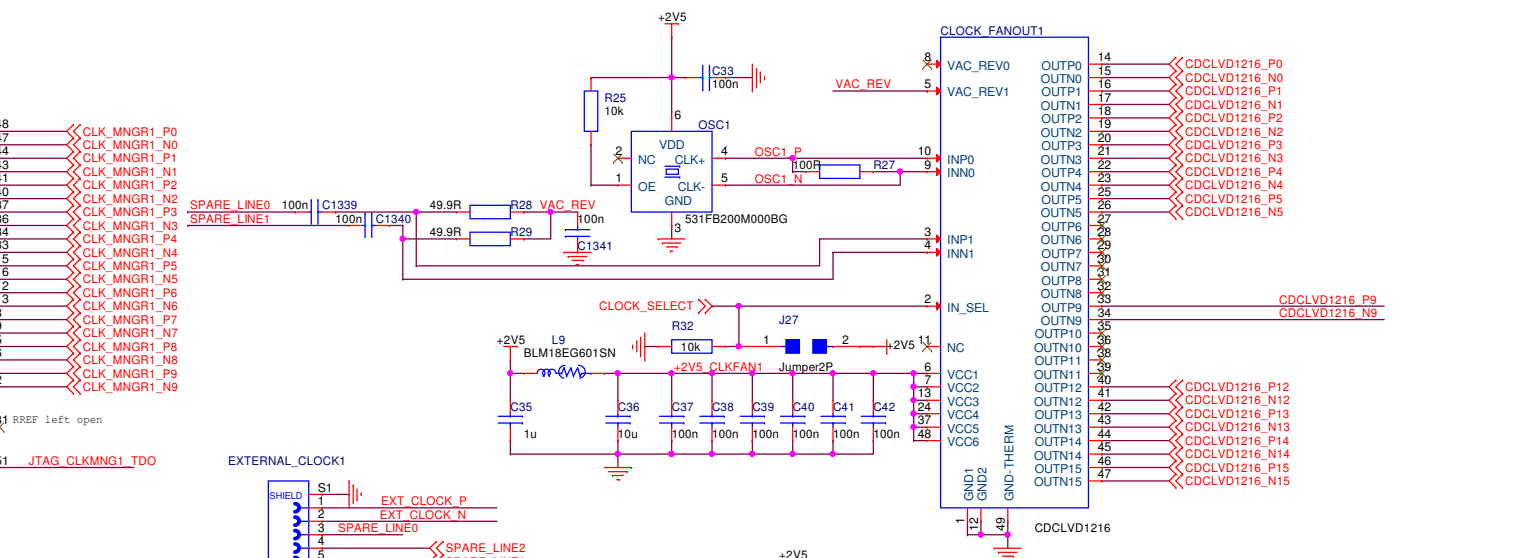 +2V5
CLOCK_FANOUT1
C33
100n
R25
10k
6
OSC1
VDD
2
NC
CLK+
4
OSC1_P
100R
R27
1
OE
CLK-
5
OSC1_N
GND
3
531FB200M000BG
8
VAC_REV0
VAC_REV
5
VAC_REV1
10
INP0
9
INN0
3
INP1
4
INN1
2
IN_SEL
11
NC
6
VCC1
7
VCC2
13
VCC3
24
VCC4
37
VCC5
48
VCC6
GND1
GND2
GND-THERM
1
12
49
CDCLVD1216
OUTP0
14
CDCLVD1216_P0
OUTN0
15
CDCLVD1216_N0
OUTP1
16
CDCLVD1216_P1
OUTN1
17
CDCLVD1216_N1
OUTP2
18
CDCLVD1216_P2
OUTN2
19
CDCLVD1216_N2
OUTP3
20
CDCLVD1216_P3
OUTN3
21
CDCLVD1216_N3
OUTP4
22
CDCLVD1216_P4
OUTN4
23
CDCLVD1216_N4
OUTP5
25
CDCLVD1216_P5
OUTN5
26
CDCLVD1216_N5
OUTP6
27
OUTN6
28
OUTP7
29
OUTN7
30
OUTP8
31
OUTN8
32
OUTP9
33
CDCLVD1216_P9
OUTN9
34
CDCLVD1216_N9
OUTP10
35
OUTN10
36
OUTP11
38
OUTN11
39
OUTP12
40
CDCLVD1216_P12
OUTN12
41
CDCLVD1216_N12
OUTP13
42
CDCLVD1216_P13
OUTN13
43
CDCLVD1216_N13
OUTP14
44
CDCLVD1216_P14
OUTN14
45
CDCLVD1216_N14
OUTP15
46
CDCLVD1216_P15
OUTN15
47
CDCLVD1216_N15
CLK_MNGR1_P0
CLK_MNGR1_N0
CLK_MNGR1_P1
CLK_MNGR1_N1
CLK_MNGR1_P2
CLK_MNGR1_N2
CLK_MNGR1_P3
CLK_MNGR1_N3
CLK_MNGR1_P4
CLK_MNGR1_N4
CLK_MNGR1_P5
CLK_MNGR1_N5
CLK_MNGR1_P6
CLK_MNGR1_N6
CLK_MNGR1_P7
CLK_MNGR1_N7
CLK_MNGR1_P8
CLK_MNGR1_N8
CLK_MNGR1_P9
CLK_MNGR1_N9
SPARE_LINE0
100n
C1339
49.9R
R28
VAC_REV
SPARE_LINE1
100n
C1340
49.9R
R29
100n
C1341
CLOCK_SELECT
R32
10k
J27
1
2
+2V5
Jumper2P
+2V5
L9
BLM18EG601SN
+2V5_CLKFAN1
C35
1u
C36
10u
C37
100n
C38
100n
C39
100n
C40
100n
C41
100n
C42
100n
RREF left open
JTAG_CLKMNG1_TDO
EXTERNAL_CLOCK1
SHIELD
S1
1
EXT_CLOCK_P
2
EXT_CLOCK_N
3
SPARE_LINE0
4
SPARE_LINE2
5
+2V5